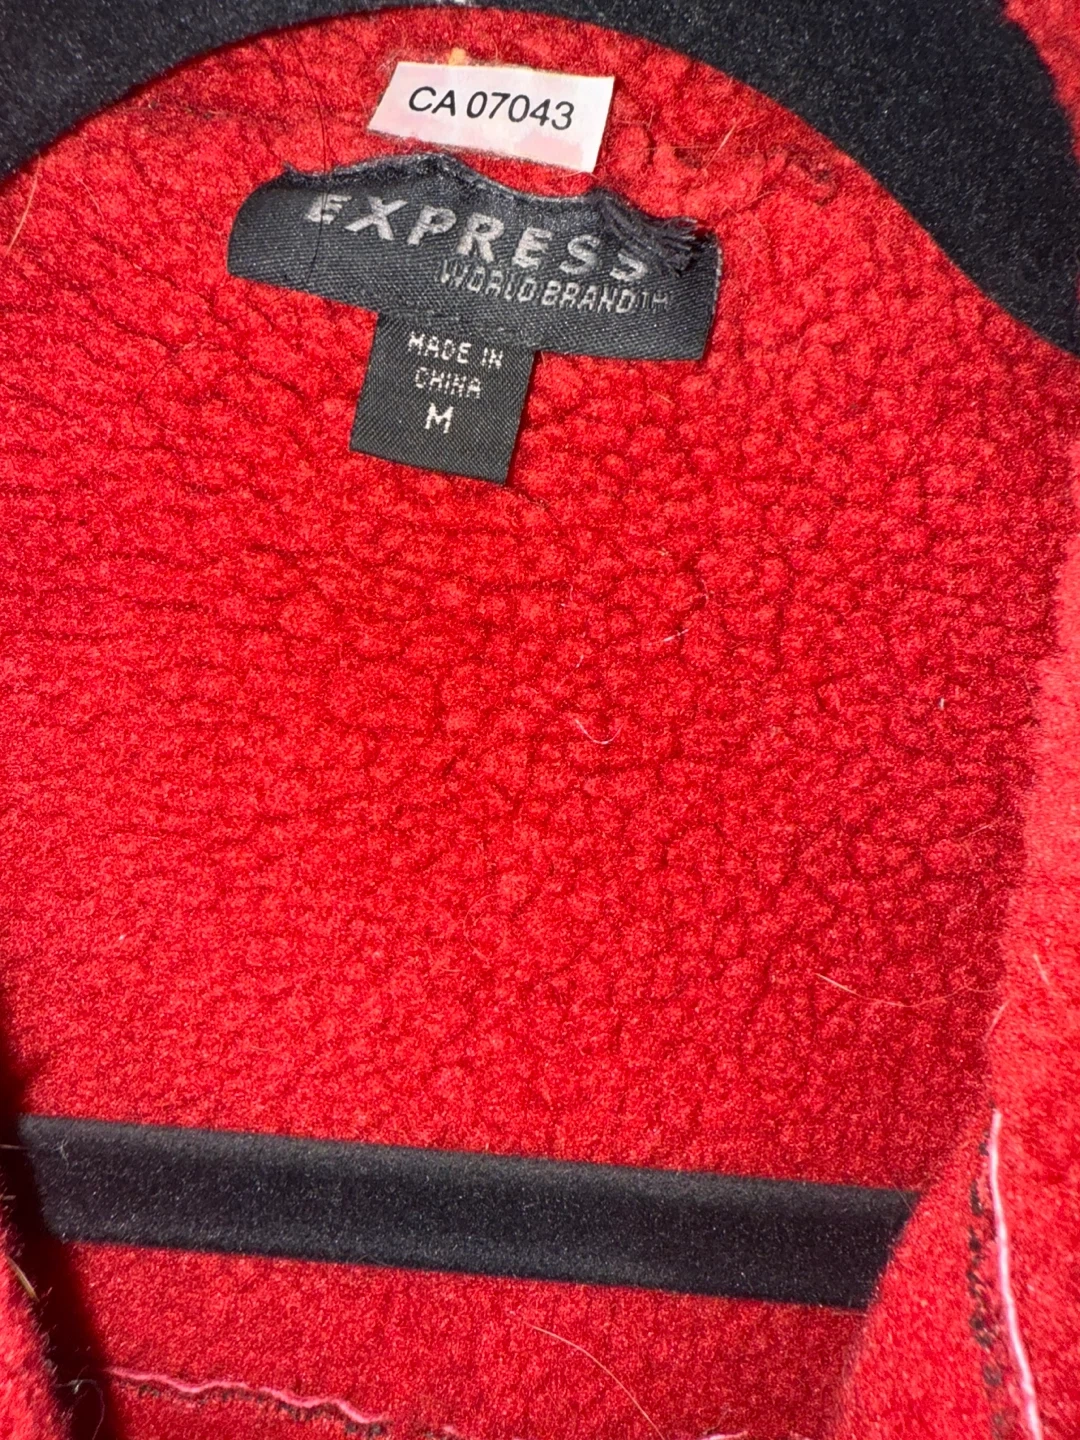 CA 07043
EXPRESS
WORLD BRAND™
MADE IN
CHINA
M